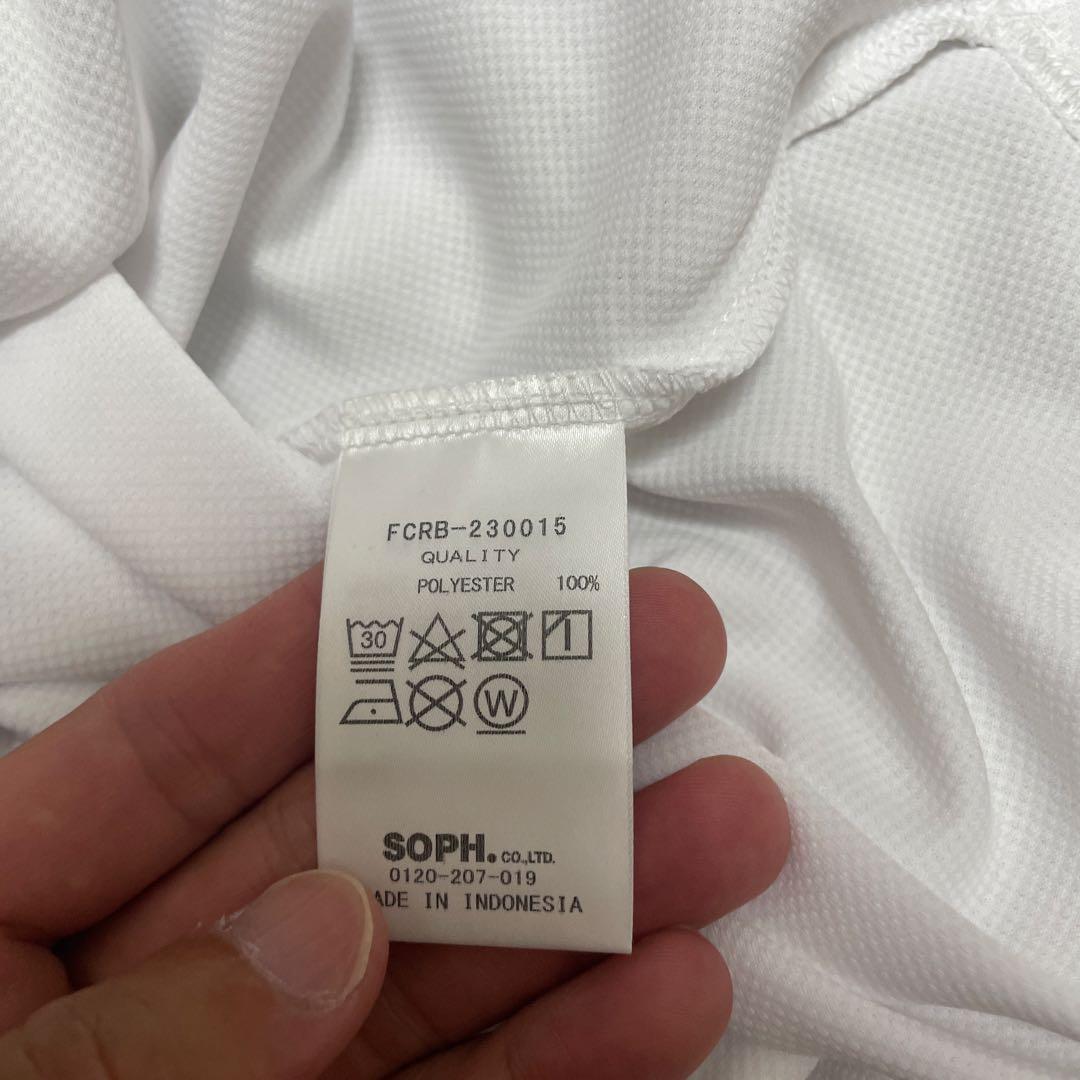 FCRB-230015
QUALITY
POLYESTER 100%
30
W
SOPH. CO.,LTD.
0120-207-019
ADE IN INDONESIA